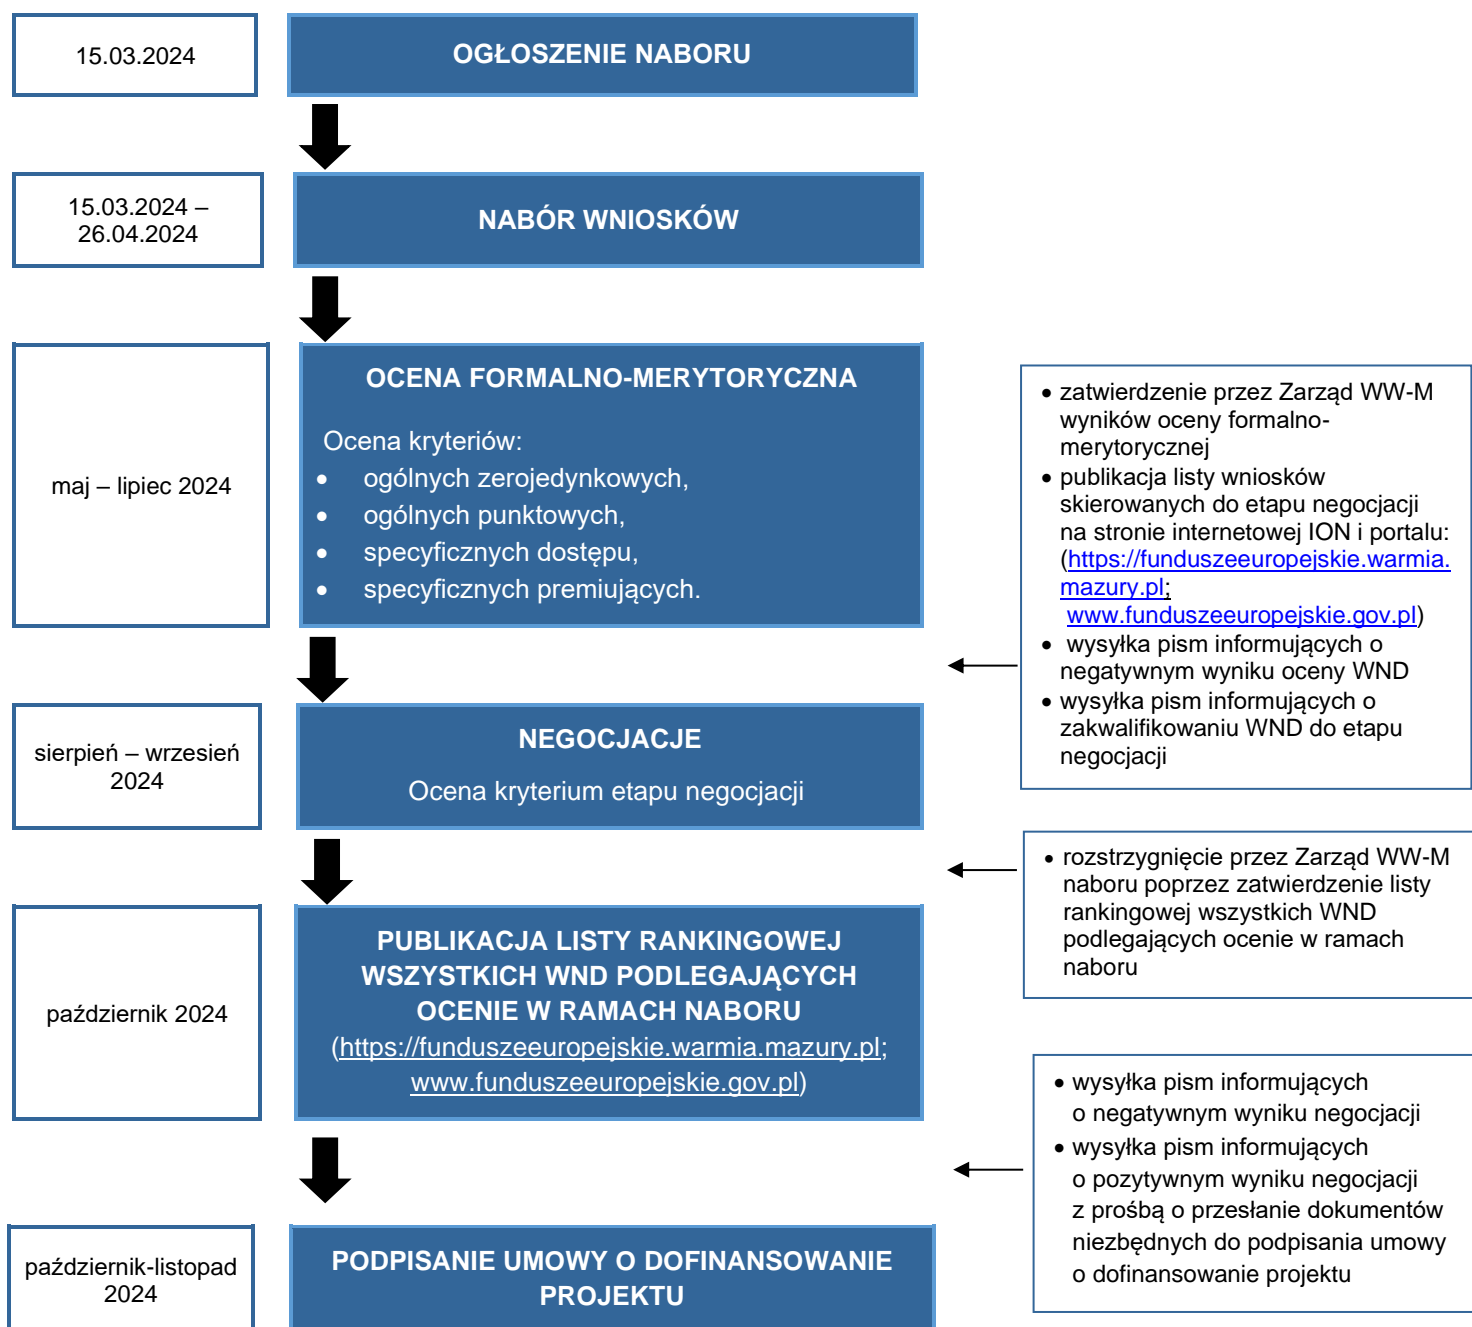 15.03.2024
OGŁOSZENIE NABORU
15.03.2024 –
26.04.2024
NABÓR WNIOSKÓW
maj – lipiec 2024
OCENA FORMALNO-MERYTORYCZNA
Ocena kryteriów:
• ogólnych zerojedynkowych,
• ogólnych punktowych,
• specyficznych dostępu,
• specyficznych premiujących.
• zatwierdzenie przez Zarząd WW-M
wyników oceny formalno-
merytorycznej
• publikacja listy wniosków
skierowanych do etapu negocjacji
na stronie internetowej ION i portalu:
(https://funduszeeuropejskie.warmia.
mazury.pl;
www.funduszeeuropejskie.gov.pl)
• wysyłka pism informujących o
negatywnym wyniku oceny WND
• wysyłka pism informujących o
zakwalifikowaniu WND do etapu
negocjacji
sierpień – wrzesień
2024
NEGOCJACJE
Ocena kryterium etapu negocjacji
• rozstrzygnięcie przez Zarząd WW-M
naboru poprzez zatwierdzenie listy
rankingowej wszystkich WND
podlegających ocenie w ramach
naboru
październik 2024
PUBLIKACJA LISTY RANKINGOWEJ
WSZYSTKICH WND PODLEGAJĄCYCH
OCENIE W RAMACH NABORU
(https://funduszeeuropejskie.warmia.mazury.pl;
www.funduszeeuropejskie.gov.pl)
• wysyłka pism informujących
o negatywnym wyniku negocjacji
• wysyłka pism informujących
o pozytywnym wyniku negocjacji
z prośbą o przesłanie dokumentów
niezbędnych do podpisania umowy
o dofinansowanie projektu
październik-listopad
2024
PODPISANIE UMOWY O DOFINANSOWANIE
PROJEKTU